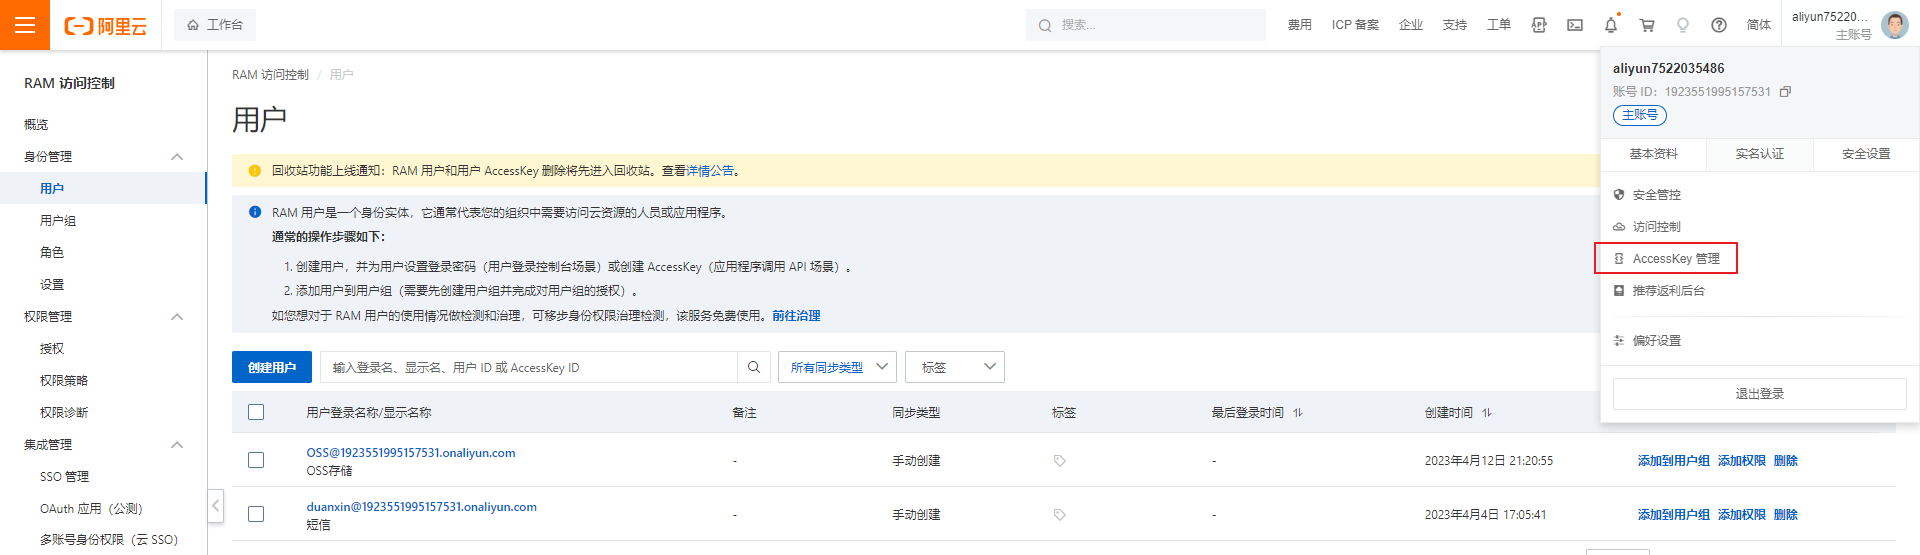 阿里云
工作台
搜索...
费用
ICP 备案
企业
支持
工单
简体
aliyun75220...
主账号
RAM 访问控制
概览
身份管理
用户
用户组
角色
设置
权限管理
授权
权限策略
权限诊断
集成管理
SSO 管理
OAuth 应用（公测）
多账号身份权限（云 SSO）
RAM 访问控制 / 用户
用户
回收站功能上线通知：RAM 用户和用户 AccessKey 删除将先进入回收站。查看详情公告。
RAM 用户是一个身份实体，它通常代表您的组织中需要访问云资源的人员或应用程序。
通常的操作步骤如下：
1. 创建用户，并为用户设置登录密码（用户登录控制台场景）或创建 AccessKey（应用程序调用 API 场景）。
2. 添加用户到用户组（需要先创建用户组并完成对用户组的授权）。
如您想对于 RAM 用户的使用情况做检测和治理，可移步身份权限治理检测，该服务免费使用。前往治理
创建用户
输入登录名、显示名、用户 ID 或 AccessKey ID
所有同步类型
标签
用户登录名称/显示名称
备注
同步类型
标签
最后登录时间
创建时间
OSS@1923551995157531.onaliyun.com
OSS存储
-
手动创建
-
2023年4月12日 21:20:55
添加到用户组 添加权限 删除
duanxin@1923551995157531.onaliyun.com
短信
-
手动创建
-
2023年4月4日 17:05:41
添加到用户组 添加权限 删除
aliyun7522035486
账号 ID：1923551995157531
主账号
基本资料
实名认证
安全设置
安全管控
访问控制
AccessKey 管理
推荐返利后台
偏好设置
退出登录